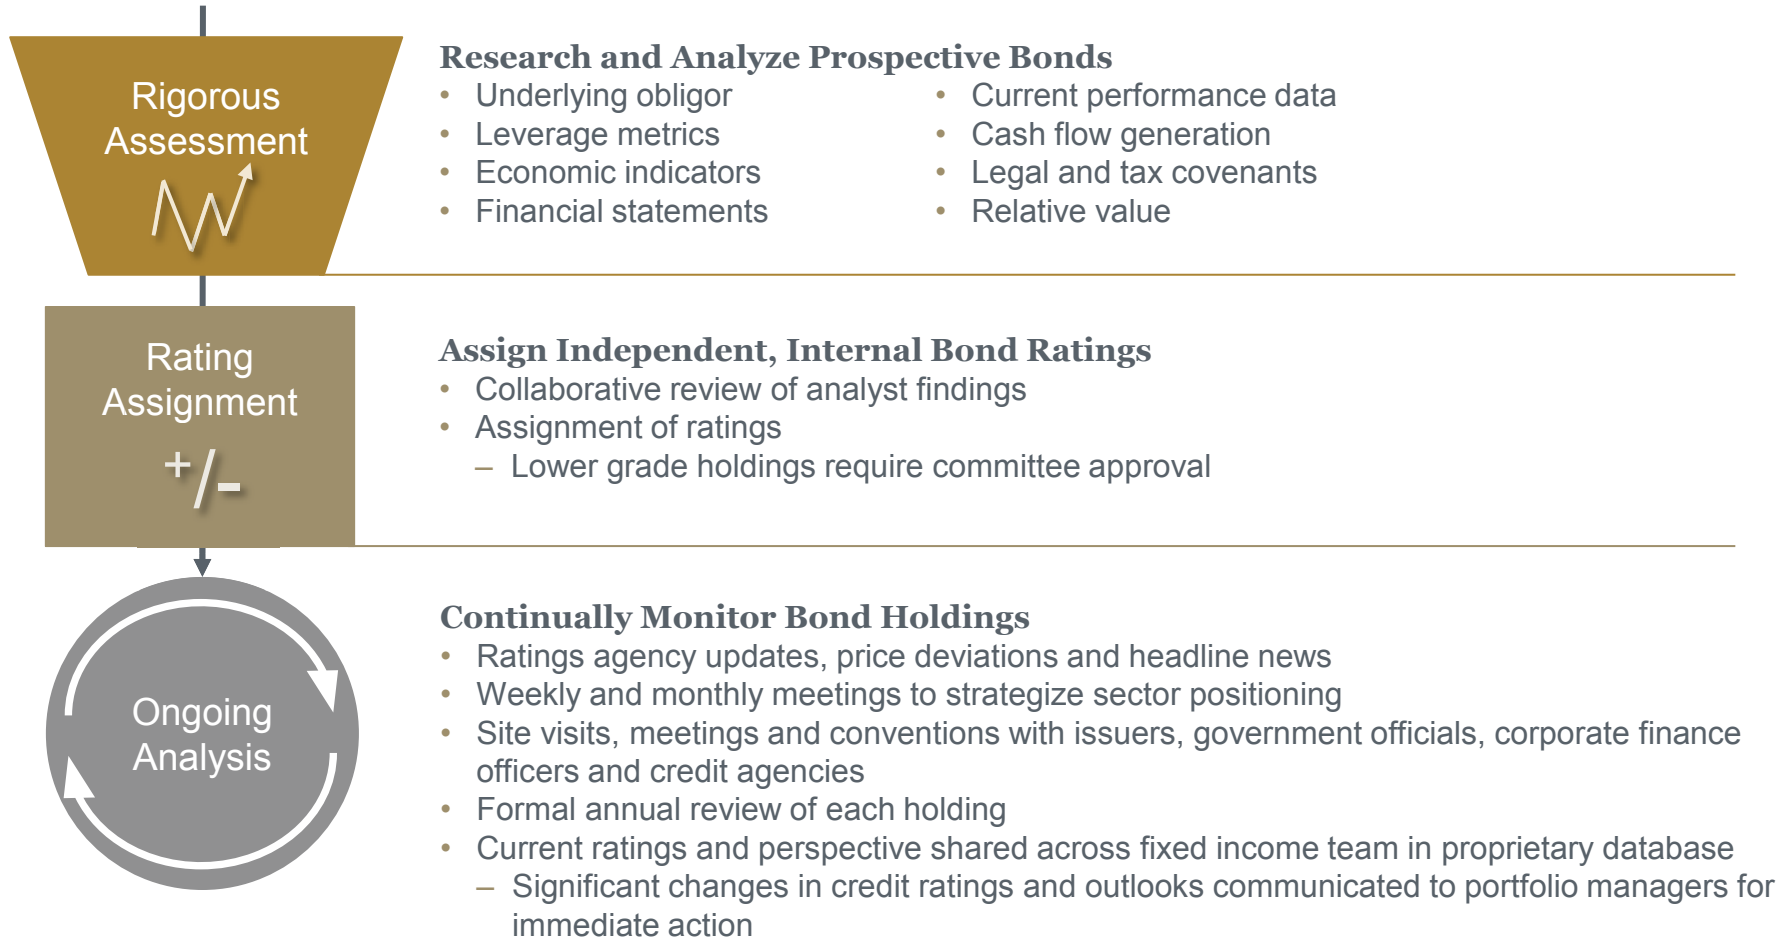 Rigorous
Assessment
Research and Analyze Prospective Bonds
• Underlying obligor
• Leverage metrics
• Economic indicators
• Financial statements
• Current performance data
• Cash flow generation
• Legal and tax covenants
• Relative value
Rating
Assignment
+/-
Assign Independent, Internal Bond Ratings
• Collaborative review of analyst findings
• Assignment of ratings
– Lower grade holdings require committee approval
Ongoing
Analysis
Continually Monitor Bond Holdings
• Ratings agency updates, price deviations and headline news
• Weekly and monthly meetings to strategize sector positioning
• Site visits, meetings and conventions with issuers, government officials, corporate finance
officers and credit agencies
• Formal annual review of each holding
• Current ratings and perspective shared across fixed income team in proprietary database
– Significant changes in credit ratings and outlooks communicated to portfolio managers for
immediate action